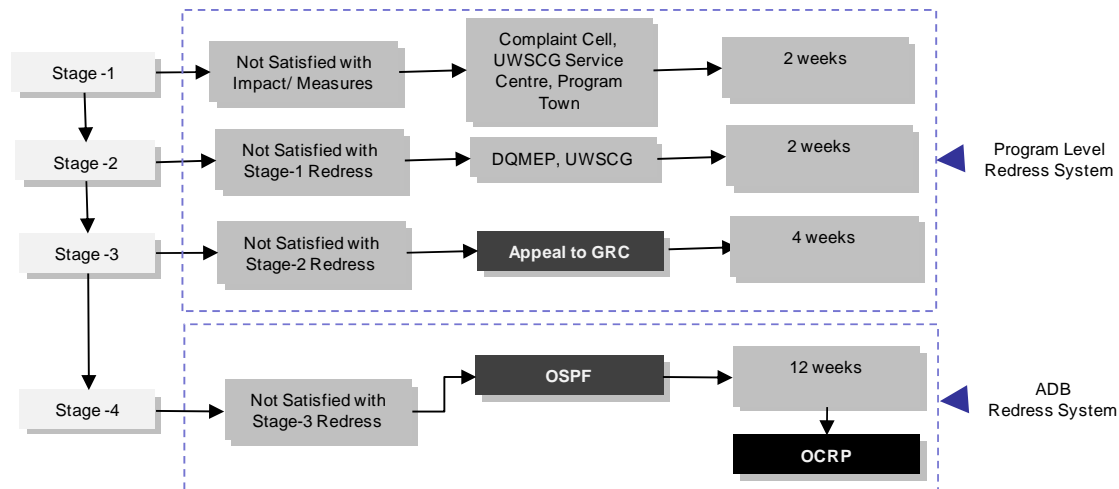 Stage -1
Not Satisfied with
Impact/ Measures
Complaint Cell,
UWSCG Service
Centre, Program
Town
2 weeks
Stage -2
Not Satisfied with
Stage-1 Redress
DQMEP, UWSCG
2 weeks
Program Level
Redress System
Stage -3
Not Satisfied with
Stage-2 Redress
Appeal to GRC
4 weeks
Stage -4
Not Satisfied with
Stage-3 Redress
OSPF
12 weeks
OCRP
ADB
Redress System